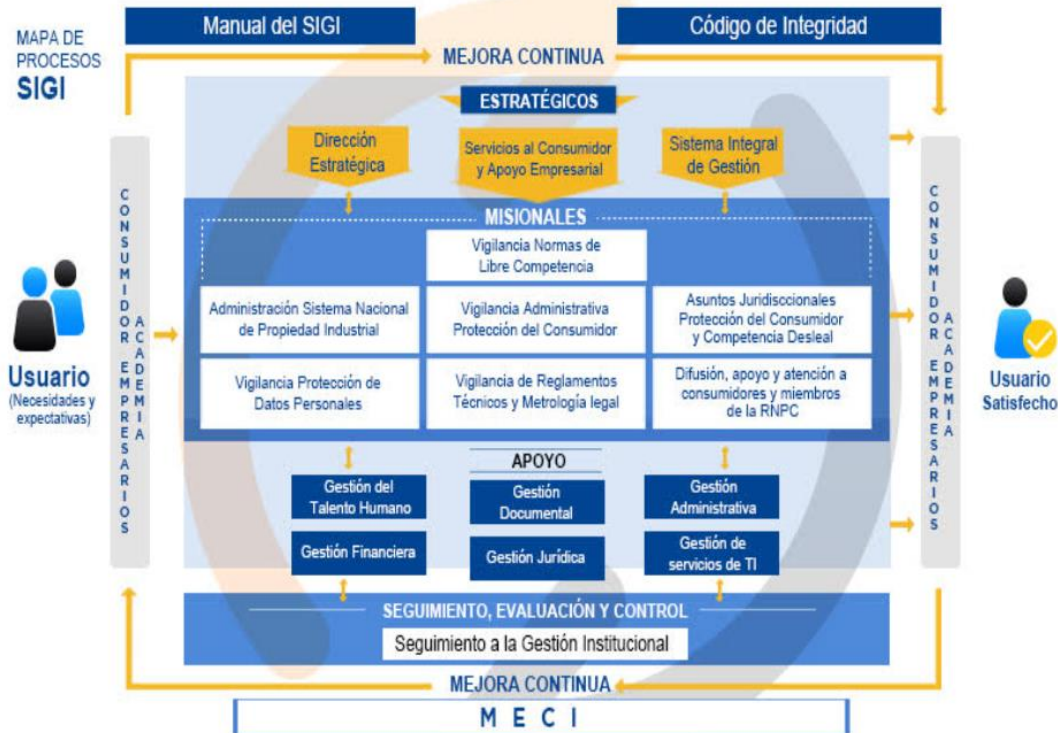 Manual del SIGI
Código de Integridad
MAPA DE
PROCESOS
SIGI
MEJORA CONTINUA
ESTRATÉGICOS
Dirección
Estratégica
Servicios al Consumidor
y Apoyo Empresarial
Sistema Integral
de Gestión
CONSUMIDOR EMPRESARIOS
ACADEMIA
Usuario
(Necesidades y
expectativas)
MISIONALES
Vigilancia Normas de
Libre Competencia
Administración Sistema Nacional
de Propiedad Industrial
Vigilancia Administrativa
Protección del Consumidor
Asuntos Juridisccionales
Protección del Consumidor
y Competencia Desleal
Vigilancia Protección de
Datos Personales
Vigilancia de Reglamentos
Técnicos y Metrología legal
Difusión, apoyo y atención a
consumidores y miembros
de la RNPC
APOYO
Gestión del
Talento Humano
Gestión
Documental
Gestión
Administrativa
Gestión Financiera
Gestión Jurídica
Gestión de
servicios de TI
SEGUIMIENTO, EVALUACIÓN Y CONTROL
Seguimiento a la Gestión Institucional
CONSUMIDOR EMPRESARIOS
ACADEMIA
Usuario
Satisfecho
MEJORA CONTINUA
MECI